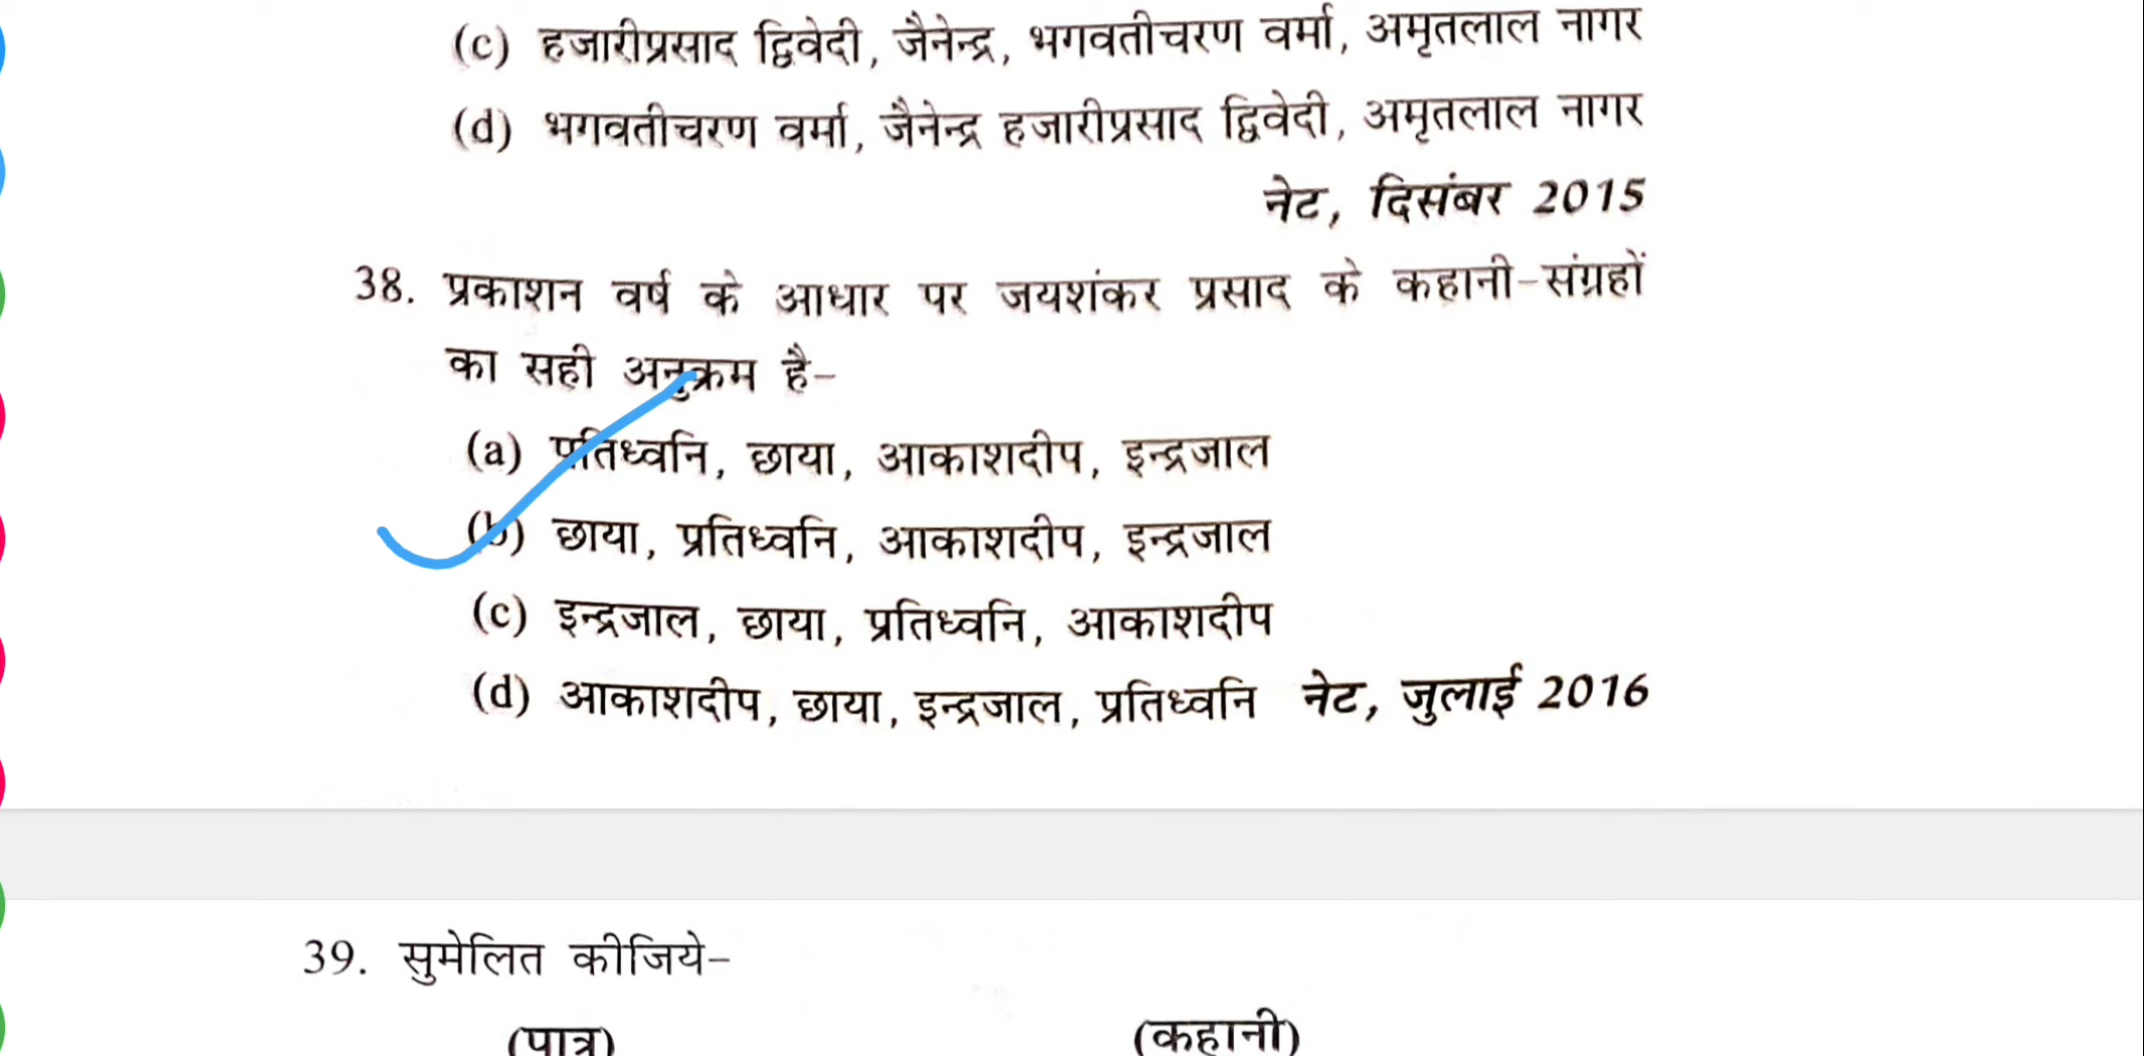 (c) हजारीप्रसाद द्विवेदी, जैनेन्द्र, भगवतीचरण वर्मा, अमृतलाल नागर
(d) भगवतीचरण वर्मा, जैनेन्द्र हजारीप्रसाद द्विवेदी, अमृतलाल नागर
नेट, दिसंबर 2015
38. प्रकाशन वर्ष के आधार पर जयशंकर प्रसाद के कहानी-संग्रहों
का सही अनुक्रम है-
(a) प्रतिध्वनि, छाया, आकाशदीप, इन्द्रजाल
(b) छाया, प्रतिध्वनि, आकाशदीप, इन्द्रजाल
(c) इन्द्रजाल, छाया, प्रतिध्वनि, आकाशदीप
(d) आकाशदीप, छाया, इन्द्रजाल, प्रतिध्वनि नेट, जुलाई 2016
39. सुमेलित कीजिये-
(पात्र) (कहानी)